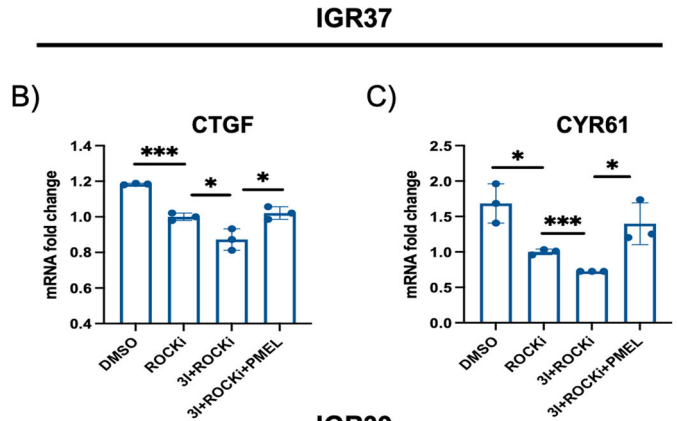 IGR37
B)
CTGF
mRNA fold change
1.4
1.2
1.0
0.8
0.6
0.4
***
*
*
DMSO
ROCKi
3I+ROCKi
3I+ROCKi+PMEL
C)
CYR61
mRNA fold change
2.5
2.0
1.5
1.0
0.5
0.0
*
***
*
DMSO
ROCKi
3I+ROCKi
3I+ROCKi+PMEL